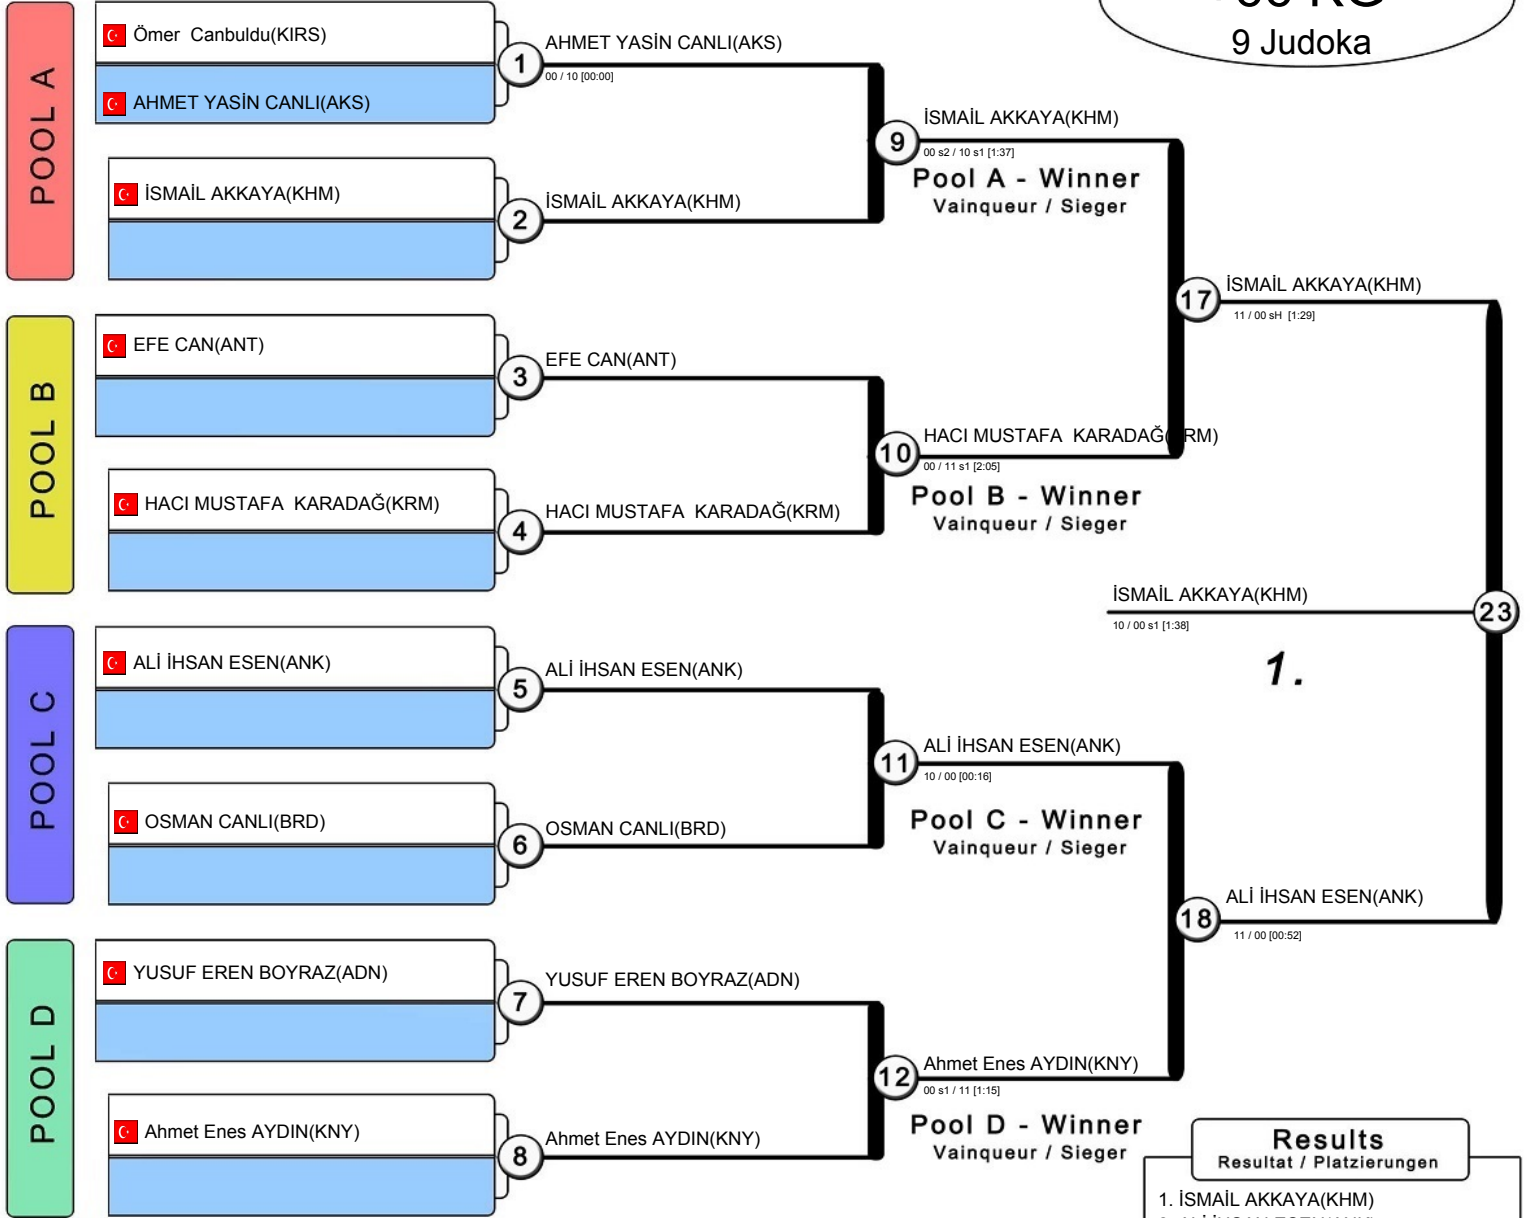 9 Judoka
POOL A
Ömer  Canbuldu(KIRS)
AHMET YASİN CANLI(AKS)
1
AHMET YASİN CANLI(AKS)
00 / 10 [00:00]
İSMAİL AKKAYA(KHM)
2
İSMAİL AKKAYA(KHM)
9
İSMAİL AKKAYA(KHM)
00 s2 / 10 s1 [1:37]
Pool A - Winner
Vainqueur / Sieger
POOL B
EFE CAN(ANT)
3
EFE CAN(ANT)
HACI MUSTAFA  KARADAĞ(KRM)
4
HACI MUSTAFA  KARADAĞ(KRM)
10
HACI MUSTAFA  KARADAĞ(KRM)
00 / 11 s1 [2:05]
Pool B - Winner
Vainqueur / Sieger
17
İSMAİL AKKAYA(KHM)
11 / 00 sH  [1:29]
İSMAİL AKKAYA(KHM)
10 / 00 s1 [1:38]
23
1.
POOL C
ALİ İHSAN ESEN(ANK)
5
ALİ İHSAN ESEN(ANK)
OSMAN CANLI(BRD)
6
OSMAN CANLI(BRD)
11
ALİ İHSAN ESEN(ANK)
10 / 00 [00:16]
Pool C - Winner
Vainqueur / Sieger
18
ALİ İHSAN ESEN(ANK)
11 / 00 [00:52]
POOL D
YUSUF EREN BOYRAZ(ADN)
7
YUSUF EREN BOYRAZ(ADN)
Ahmet Enes AYDIN(KNY)
8
Ahmet Enes AYDIN(KNY)
12
Ahmet Enes AYDIN(KNY)
00 s1 / 11 [1:15]
Pool D - Winner
Vainqueur / Sieger
Results
Resultat / Platzierungen
1. İSMAİL AKKAYA(KHM)